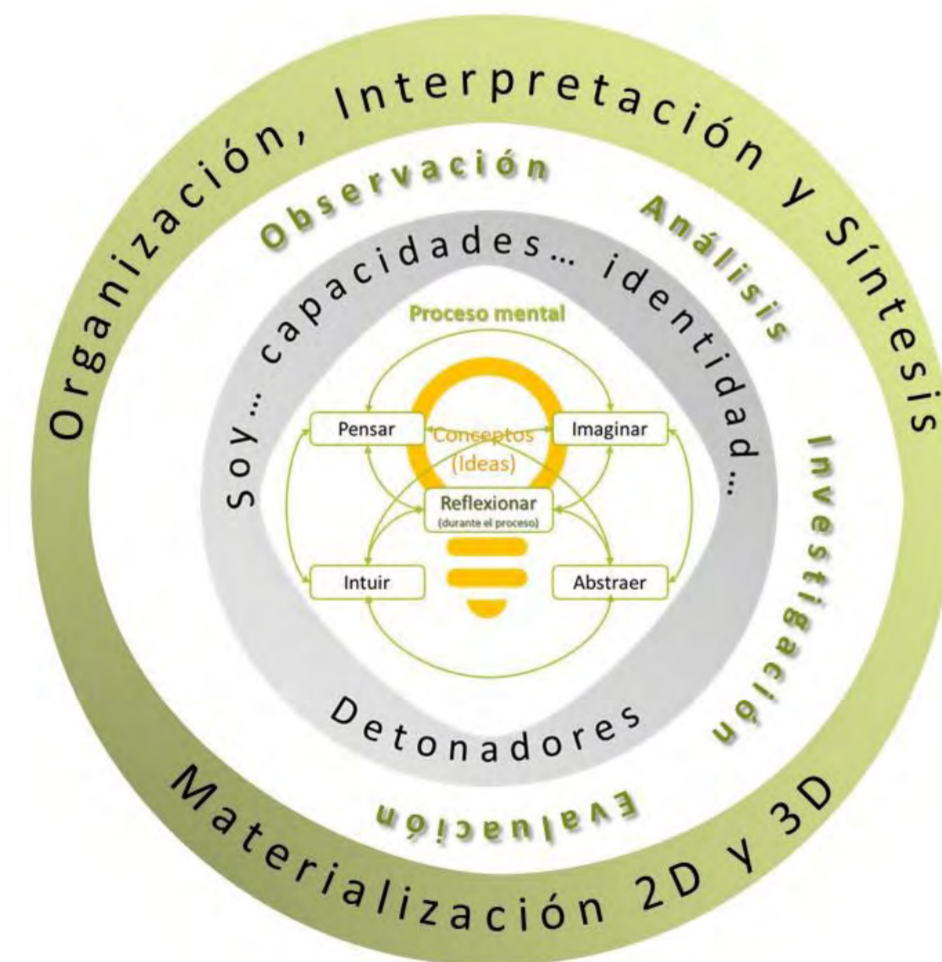 Organización, Interpretación y Síntesis
Observación
Análisis
Investigación
Evaluación
Soy... capacidades... identidad...
Proceso mental
Pensar
Imaginar
Conceptos
(Ideas)
Reflexionar
(durante el proceso)
Intuir
Abstraer
Detonadores
Materialización 2D y 3D